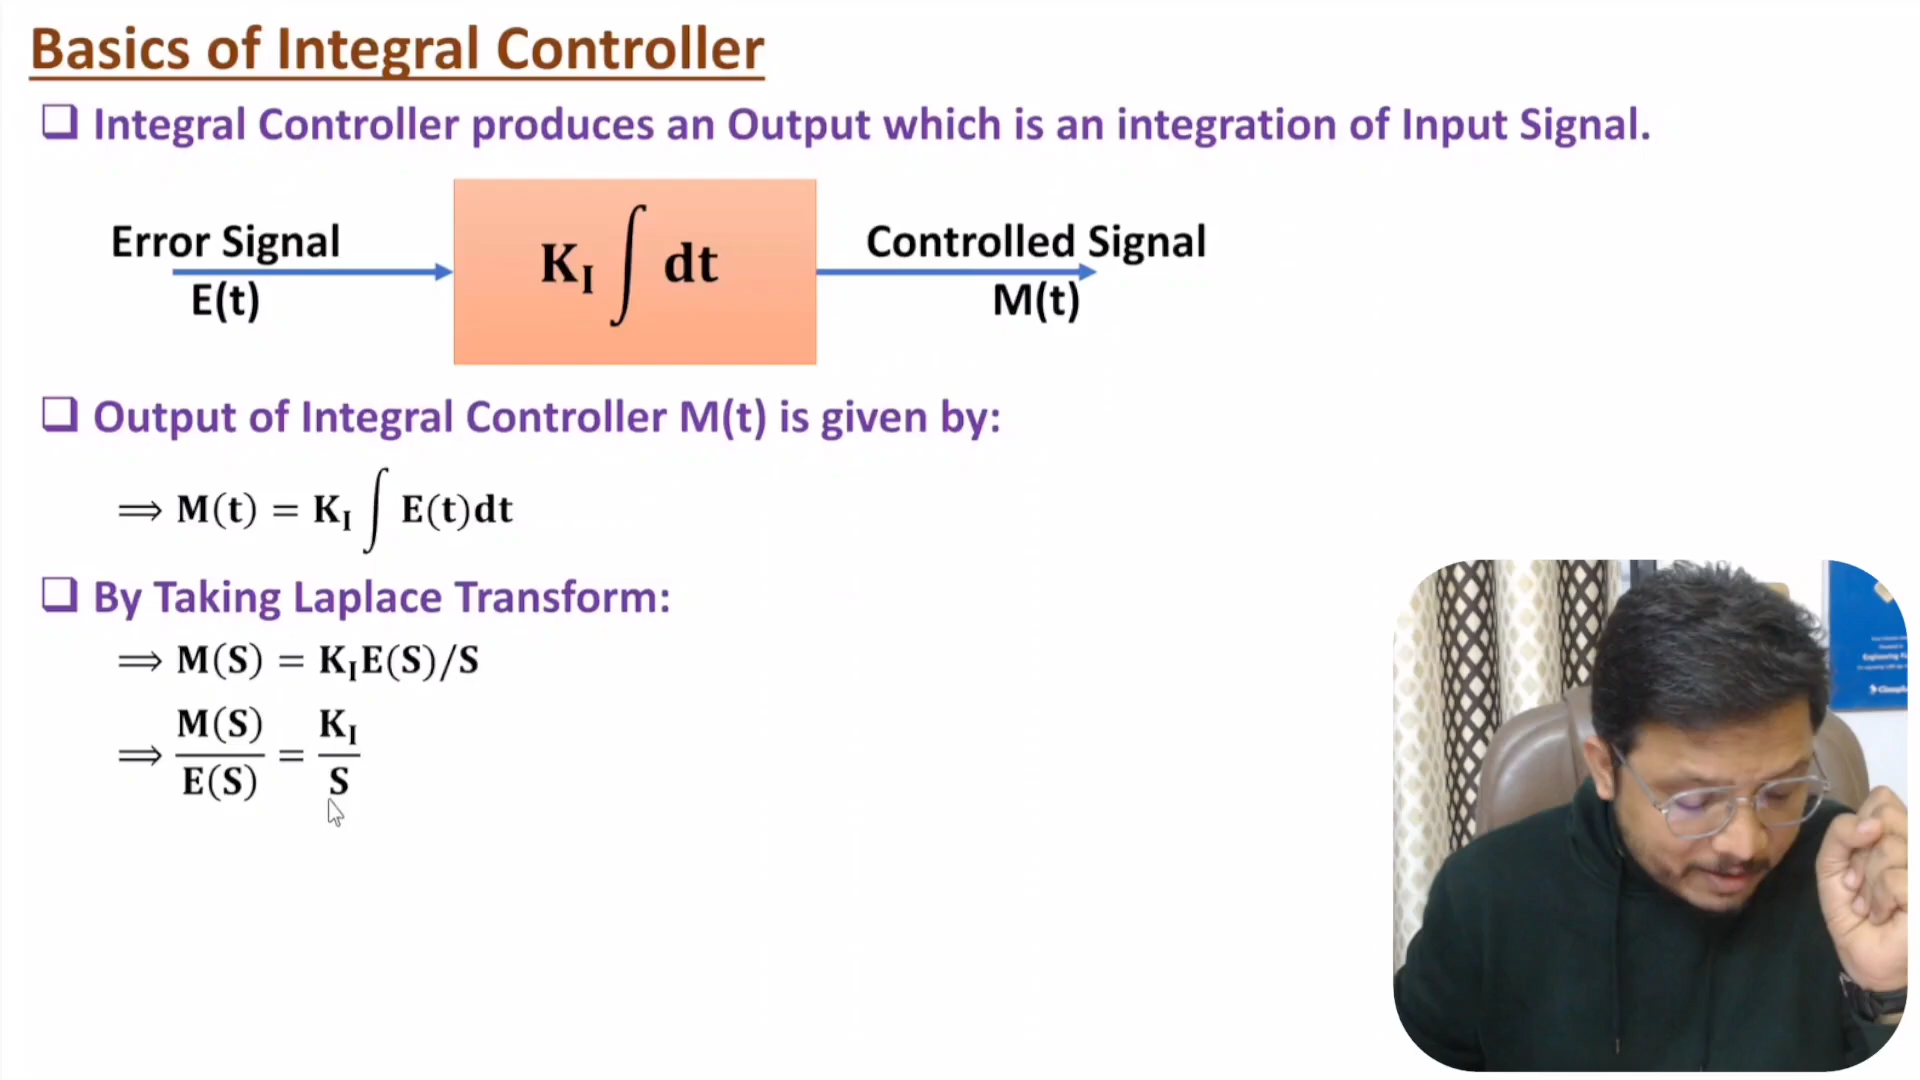 Basics of Integral Controller
❑ Integral Controller produces an Output which is an integration of Input Signal.
Error Signal
E(t)
K_I ∫ dt
Controlled Signal
M(t)
❑ Output of Integral Controller M(t) is given by:
⟹ M(t) = K_I ∫ E(t)dt
❑ By Taking Laplace Transform:
⟹ M(S) = K_I E(S)/S
⟹ M(S)/E(S) = K_I/S